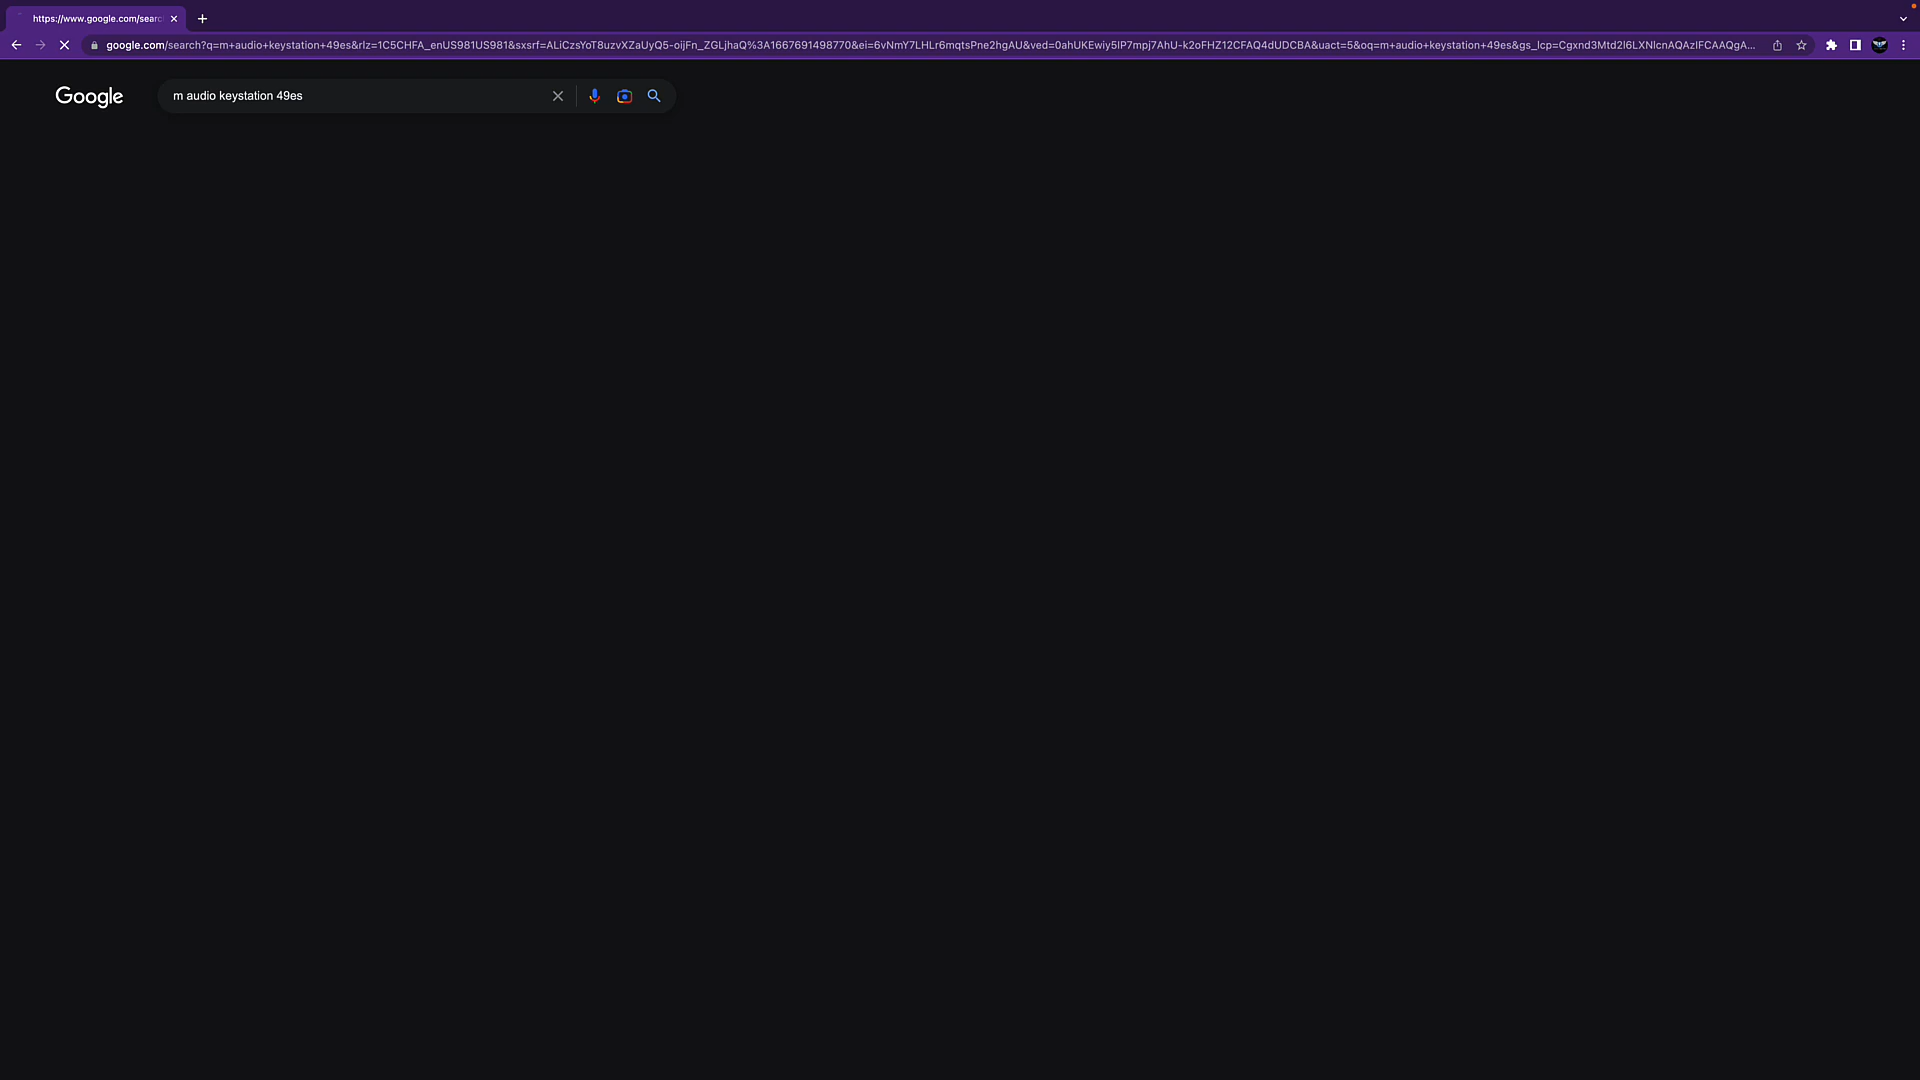 https://www.google.com/searc
google.com/search?q=m+audio+keystation+49es&rlz=1C5CHFA_enUS981US981&sxsrf=ALiCzsYoT8uzvXZaUyQ5-oijFn_ZGLjhaQ%3A1667691498770&ei=6vNmY7LHLr6mqtsPne2hgAU&ved=0ahUKEwiy5IP7mpj7AhU-k2oFHZ12CFAQ4dUDCBA&uact=5&oq=m+audio+keystation+49es&gs_lcp=Cgxnd3Mtd2l6LXNlcnAQAzIFCAAQgA...
Google
m audio keystation 49es